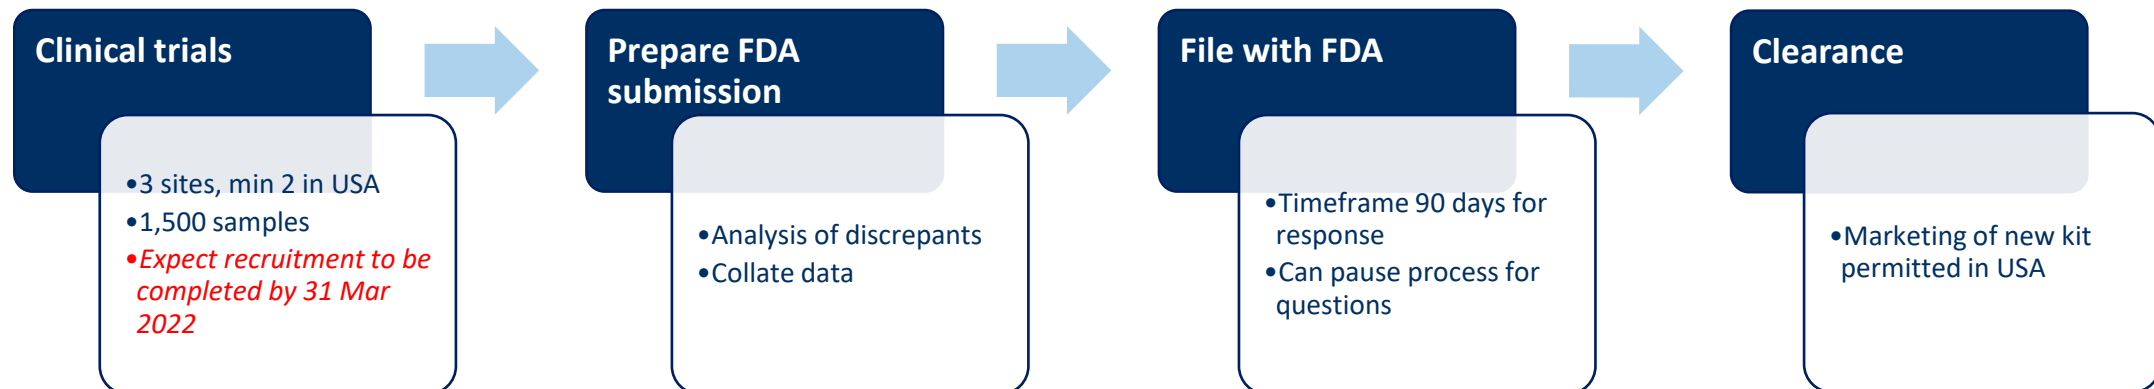 Clinical trials
•3 sites, min 2 in USA
•1,500 samples
•Expect recruitment to be
completed by 31 Mar
2022
Prepare FDA
submission
•Analysis of discrepants
•Collate data
File with FDA
•Timeframe 90 days for
response
•Can pause process for
questions
Clearance
•Marketing of new kit
permitted in USA